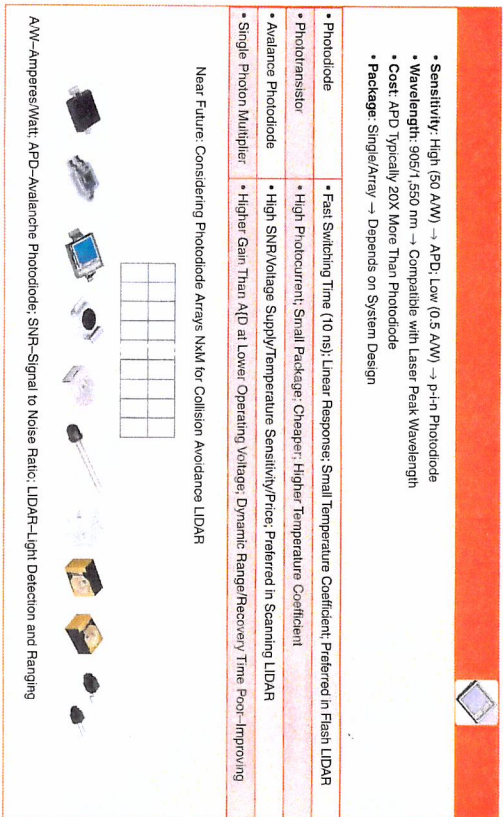 • Sensitivity: High (50 A/W) → APD; Low (0.5 A/W) → p-i-n Photodiode
• Wavelength: 905/1,550 nm → Compatible with Laser Peak Wavelength
• Cost: APD Typically 20X More Than Photodiode
• Package: Single/Array → Depends on System Design
• Photodiode • Fast Switching Time (10 ns); Linear Response; Small Temperature Coefficient; Preferred in Flash LIDAR
• Phototransistor • High Photocurrent; Small Package; Cheaper; Higher Temperature Coefficient
• Avalance Photodiode • High SNR/Voltage Supply/Temperature Sensitivity/Price; Preferred in Scanning LIDAR
• Single Photon Multiplier • Higher Gain Than A{D at Lower Operating Voltage; Dynamic Range/Recovery Time Poor–Improving
Near Future: Considering Photodiode Arrays NxM for Collision Avoidance LIDAR
A/W–Amperes/Watt; APD–Avalanche Photodiode; SNR–Signal to Noise Ratio; LIDAR–Light Detection and Ranging